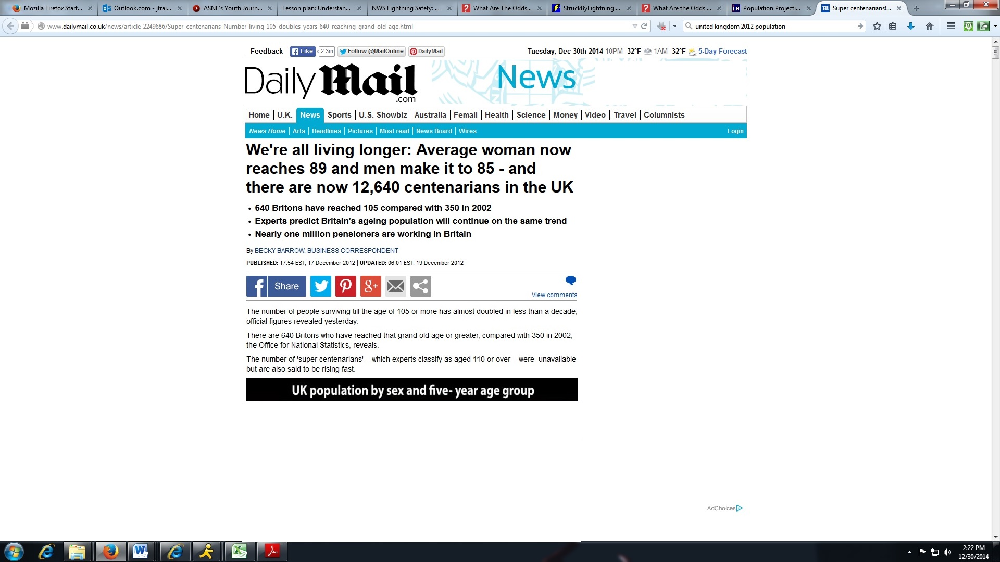 Mozilla Firefox Start...
Outlook.com - jfrai...
ASNE's Youth Journ...
Lesson plan: Understan...
NWS Lightning Safety: ...
What Are The Odds...
StruckByLightning....
What Are the Odds ...
Population Projecti...
Super centenarians!...
www.dailymail.co.uk/news/article-2249686/Super-centenarians-Number-living-105-doubles-years-640-reaching-grand-old-age.html
united kingdom 2012 population
Feedback
Like
2.3m
Follow @MailOnline
DailyMail
Tuesday, Dec 30th 2014 10PM 32°F 1AM 32°F 5-Day Forecast
Daily Mail
.com
News
Home U.K. News Sports U.S. Showbiz Australia Femail Health Science Money Video Travel Columnists
News Home Arts Headlines Pictures Most read News Board Wires Login
We're all living longer: Average woman now
reaches 89 and men make it to 85 - and
there are now 12,640 centenarians in the UK
• 640 Britons have reached 105 compared with 350 in 2002
• Experts predict Britain's ageing population will continue on the same trend
• Nearly one million pensioners are working in Britain
By BECKY BARROW, BUSINESS CORRESPONDENT
PUBLISHED: 17:54 EST, 17 December 2012 | UPDATED: 06:01 EST, 19 December 2012
Share
g+
View comments
The number of people surviving till the age of 105 or more has almost doubled in less than a decade,
official figures revealed yesterday.
There are 640 Britons who have reached that grand old age or greater, compared with 350 in 2002,
the Office for National Statistics, reveals.
The number of 'super centenarians' – which experts classify as aged 110 or over – were unavailable
but are also said to be rising fast.
UK population by sex and five- year age group
AdChoices
2:22 PM
12/30/2014